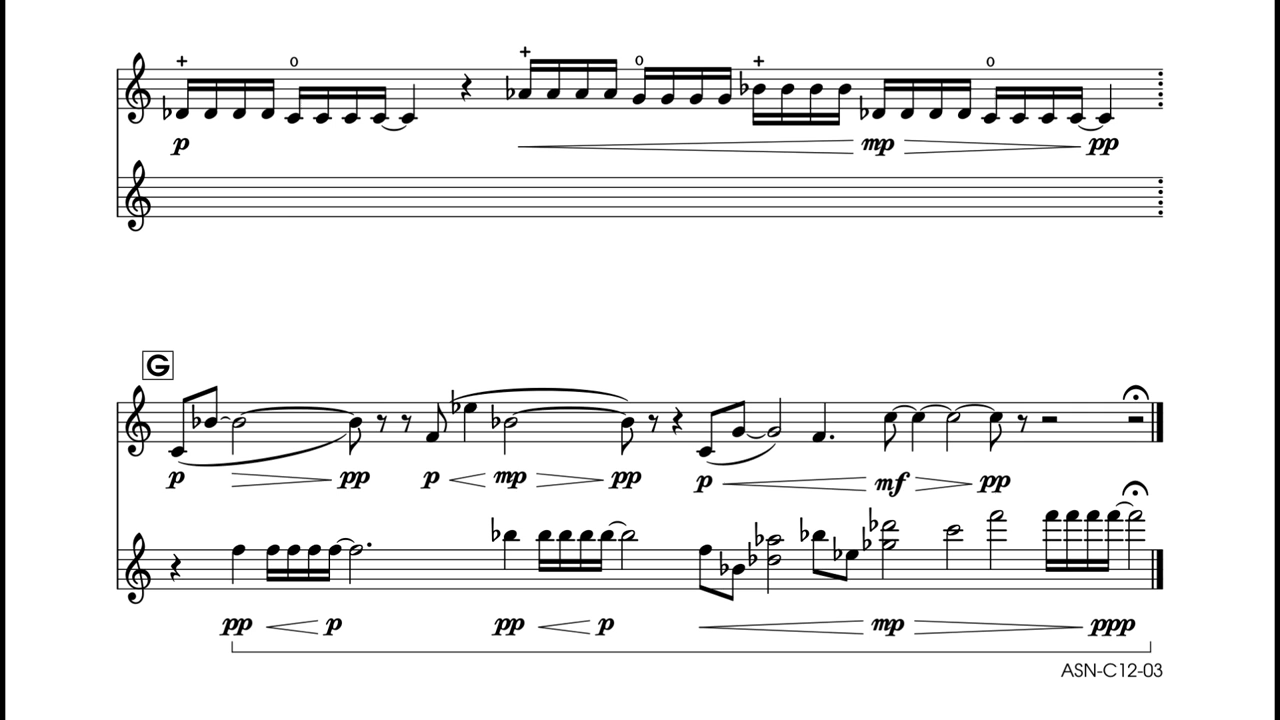 + o + o + o
p mp pp
G
p pp p mp pp p mf pp
pp p pp p mp ppp
ASN-C12-03